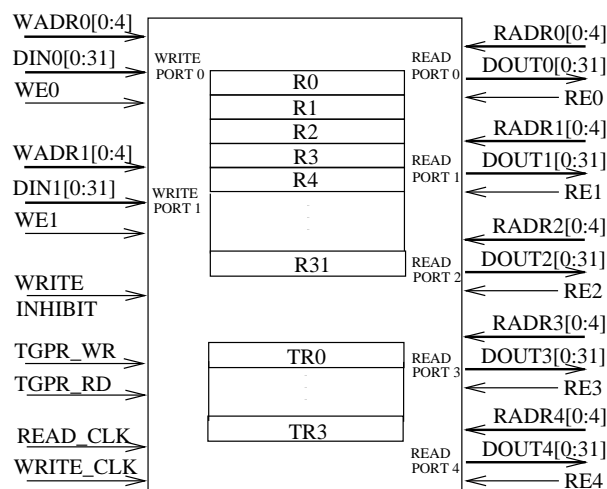 WADR0[0:4]
DIN0[0:31]
WE0
WADR1[0:4]
DIN1[0:31]
WE1
WRITE
INHIBIT
TGPR_WR
TGPR_RD
READ_CLK
WRITE_CLK
WRITE
PORT 0
WRITE
PORT 1
R0
R1
R2
R3
R4
R31
TR0
TR3
READ
PORT 0
READ
PORT 1
READ
PORT 2
READ
PORT 3
READ
PORT 4
RADR0[0:4]
DOUT0[0:31]
RE0
RADR1[0:4]
DOUT1[0:31]
RE1
RADR2[0:4]
DOUT2[0:31]
RE2
RADR3[0:4]
DOUT3[0:31]
RE3
RADR4[0:4]
DOUT4[0:31]
RE4